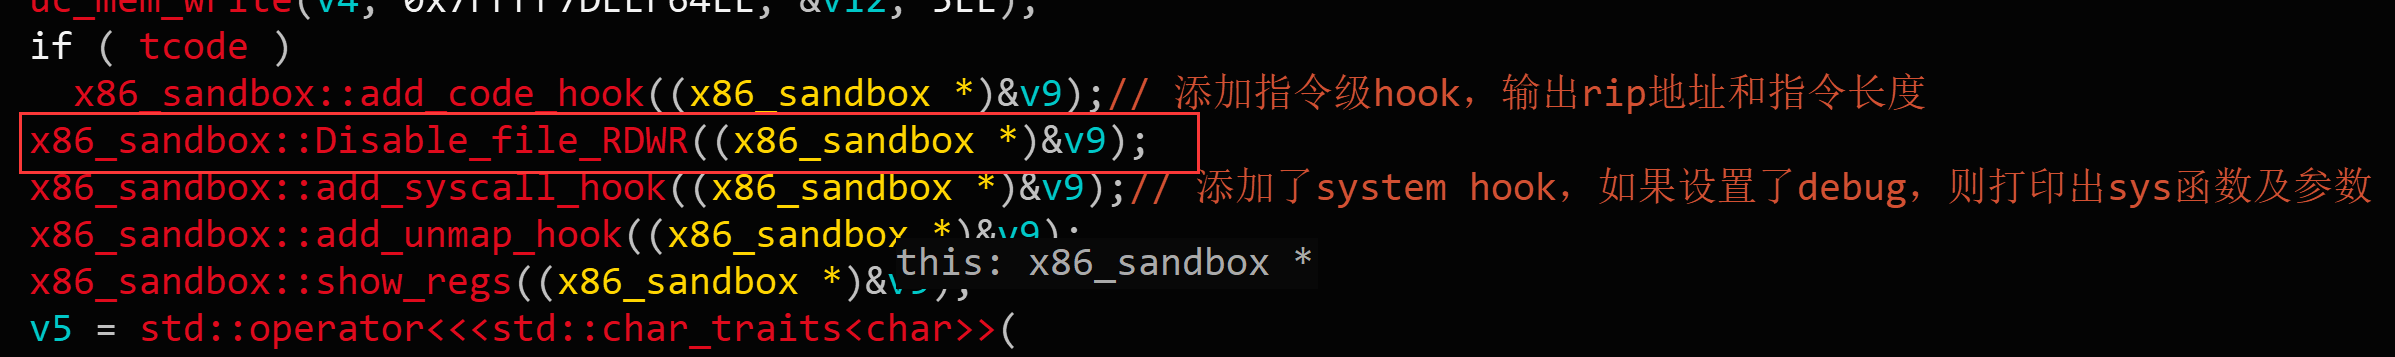 if ( tcode )
x86_sandbox::add_code_hook((x86_sandbox *)&v9);// 添加指令级hook，输出rip地址和指令长度
x86_sandbox::Disable_file_RDWR((x86_sandbox *)&v9);
x86_sandbox::add_syscall_hook((x86_sandbox *)&v9);// 添加了system hook，如果设置了debug，则打印出sys函数及参数
x86_sandbox::add_unmap_hook((x86_sandbox *)&v9);
this: x86_sandbox *
x86_sandbox::show_regs((x86_sandbox *)&v9);
v5 = std::operator<<<std::char_traits<char>>(